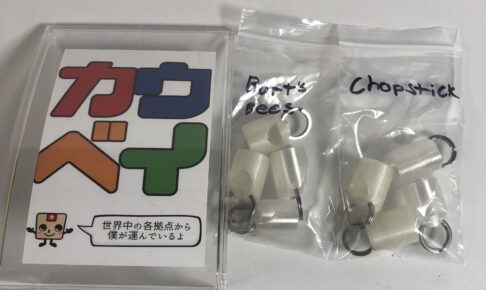 カウ
ベイ
世界中の各拠点から
僕が運んでいるよ
Burt's
Bees.
Chopstick